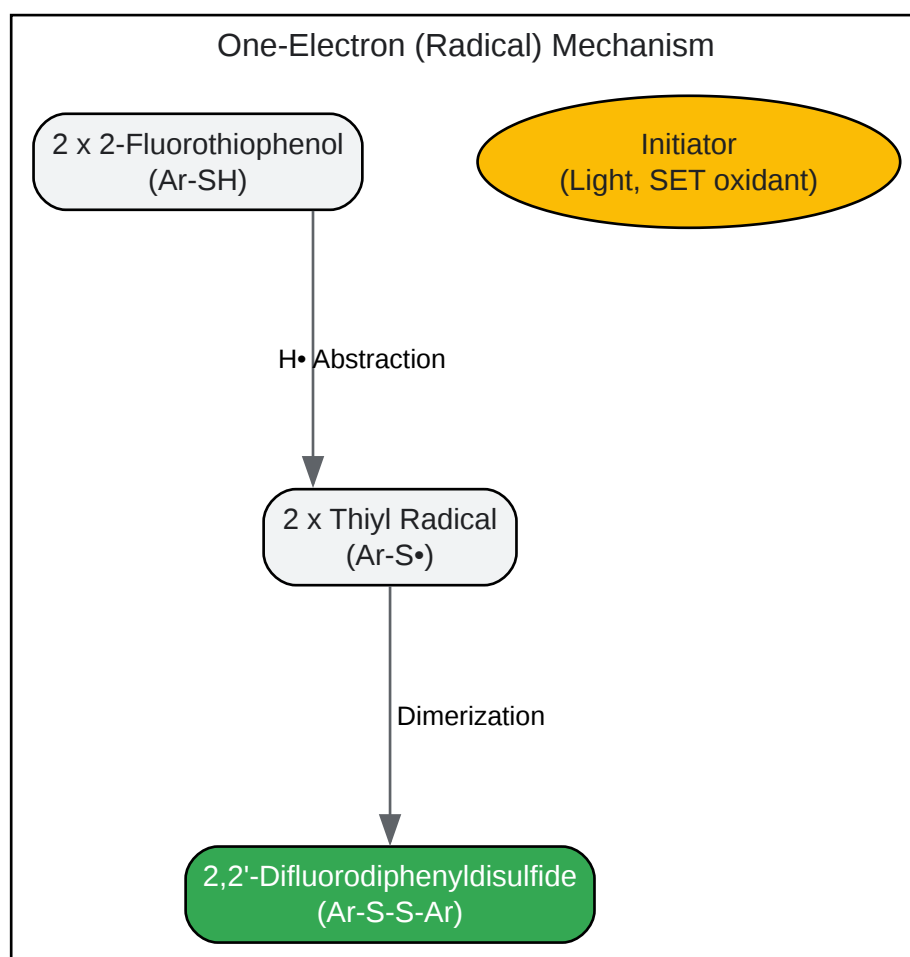 One-Electron (Radical) Mechanism
2 x 2-Fluorothiophenol
(Ar-SH)
Initiator
(Light, SET oxidant)
H• Abstraction
2 x Thiyl Radical
(Ar-S•)
Dimerization
2,2'-Difluorodiphenyldisulfide
(Ar-S-S-Ar)